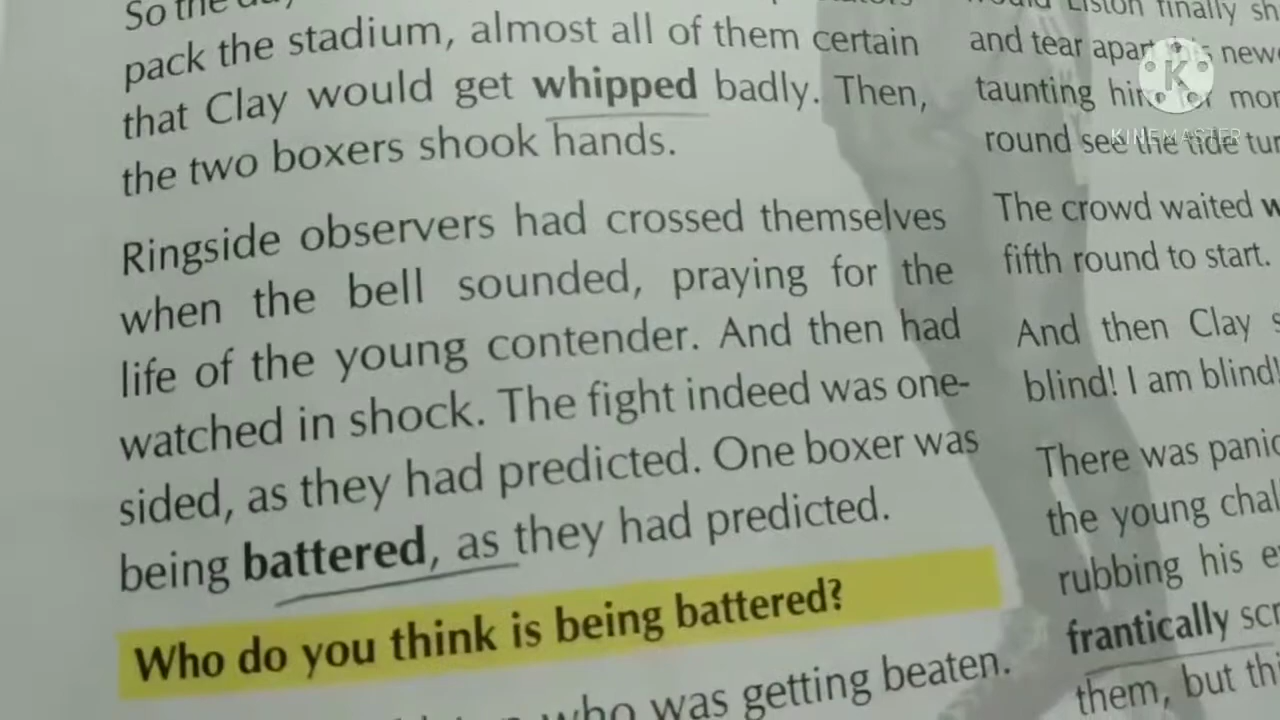 So the
pack the stadium, almost all of them certain
that Clay would get whipped badly. Then,
the two boxers shook hands.
Ringside observers had crossed themselves
when the bell sounded, praying for the
life of the young contender. And then had
watched in shock. The fight indeed was one-
sided, as they had predicted. One boxer was
being battered, as they had predicted.
Who do you think is being battered?
who was getting beaten.
Liston finally
and tear apart
taunting
round see the tide
The crowd waited
fifth round to start.
And then Clay
blind! I am blind!
There was
the young
rubbing his
frantically
them, but
K
KINEMASTER